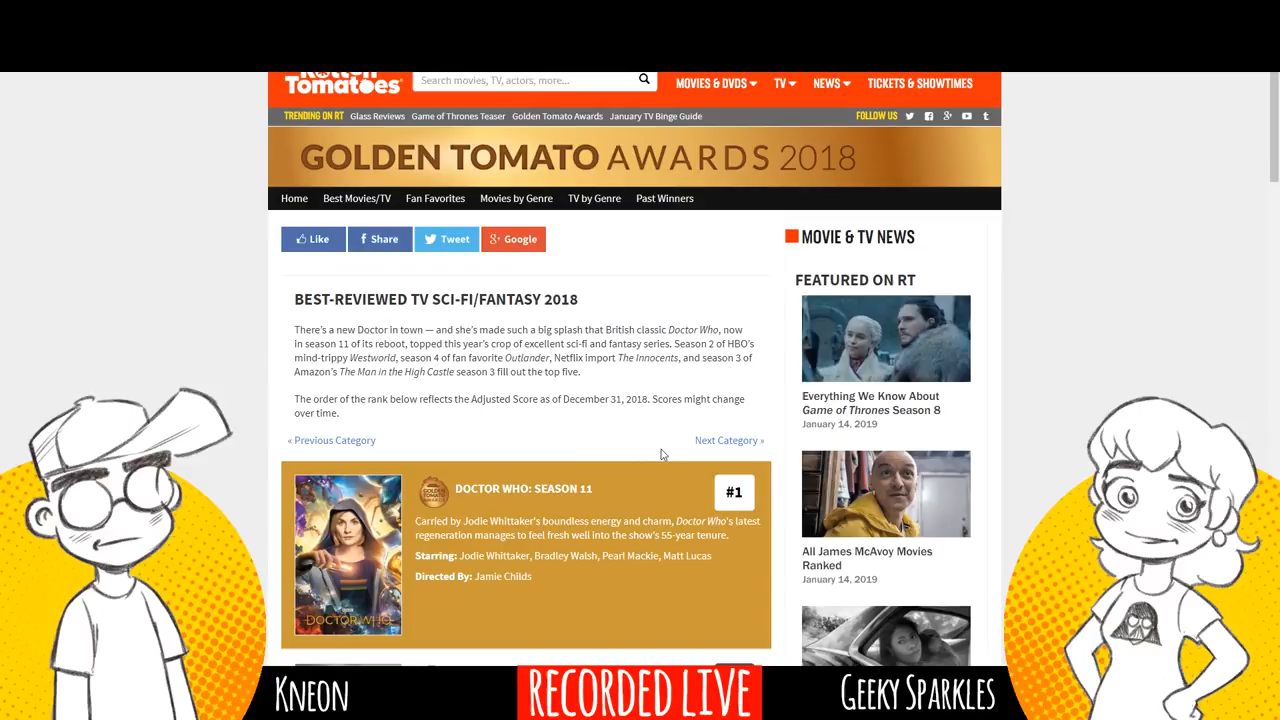 Rotten
Tomatoes
Search movies, TV, actors, more...
MOVIES & DVDS
TV
NEWS
TICKETS & SHOWTIMES
TRENDING ON RT
Glass Reviews
Game of Thrones Teaser
Golden Tomato Awards
January TV Binge Guide
FOLLOW US
GOLDEN TOMATO AWARDS 2018
Home
Best Movies/TV
Fan Favorites
Movies by Genre
TV by Genre
Past Winners
Like
Share
Tweet
Google
BEST-REVIEWED TV SCI-FI/FANTASY 2018
There's a new Doctor in town — and she's made such a big splash that British classic Doctor Who, now
in season 11 of its reboot, topped this year's crop of excellent sci-fi and fantasy series. Season 2 of HBO's
mind-trippy Westworld, season 4 of fan favorite Outlander, Netflix import The Innocents, and season 3 of
Amazon's The Man in the High Castle season 3 fill out the top five.
The order of the rank below reflects the Adjusted Score as of December 31, 2018. Scores might change
over time.
« Previous Category
Next Category »
GOLDEN
TOMATO
DOCTOR WHO: SEASON 11
#1
Carried by Jodie Whittaker's boundless energy and charm, Doctor Who's latest
regeneration manages to feel fresh well into the show's 55-year tenure.
Starring: Jodie Whittaker, Bradley Walsh, Pearl Mackie, Matt Lucas
Directed By: Jamie Childs
DOCTOR WHO
MOVIE & TV NEWS
FEATURED ON RT
Everything We Know About
Game of Thrones Season 8
January 14, 2019
All James McAvoy Movies
Ranked
January 14, 2019
KNEON
RECORDED LIVE
GEEKY SPARKLES